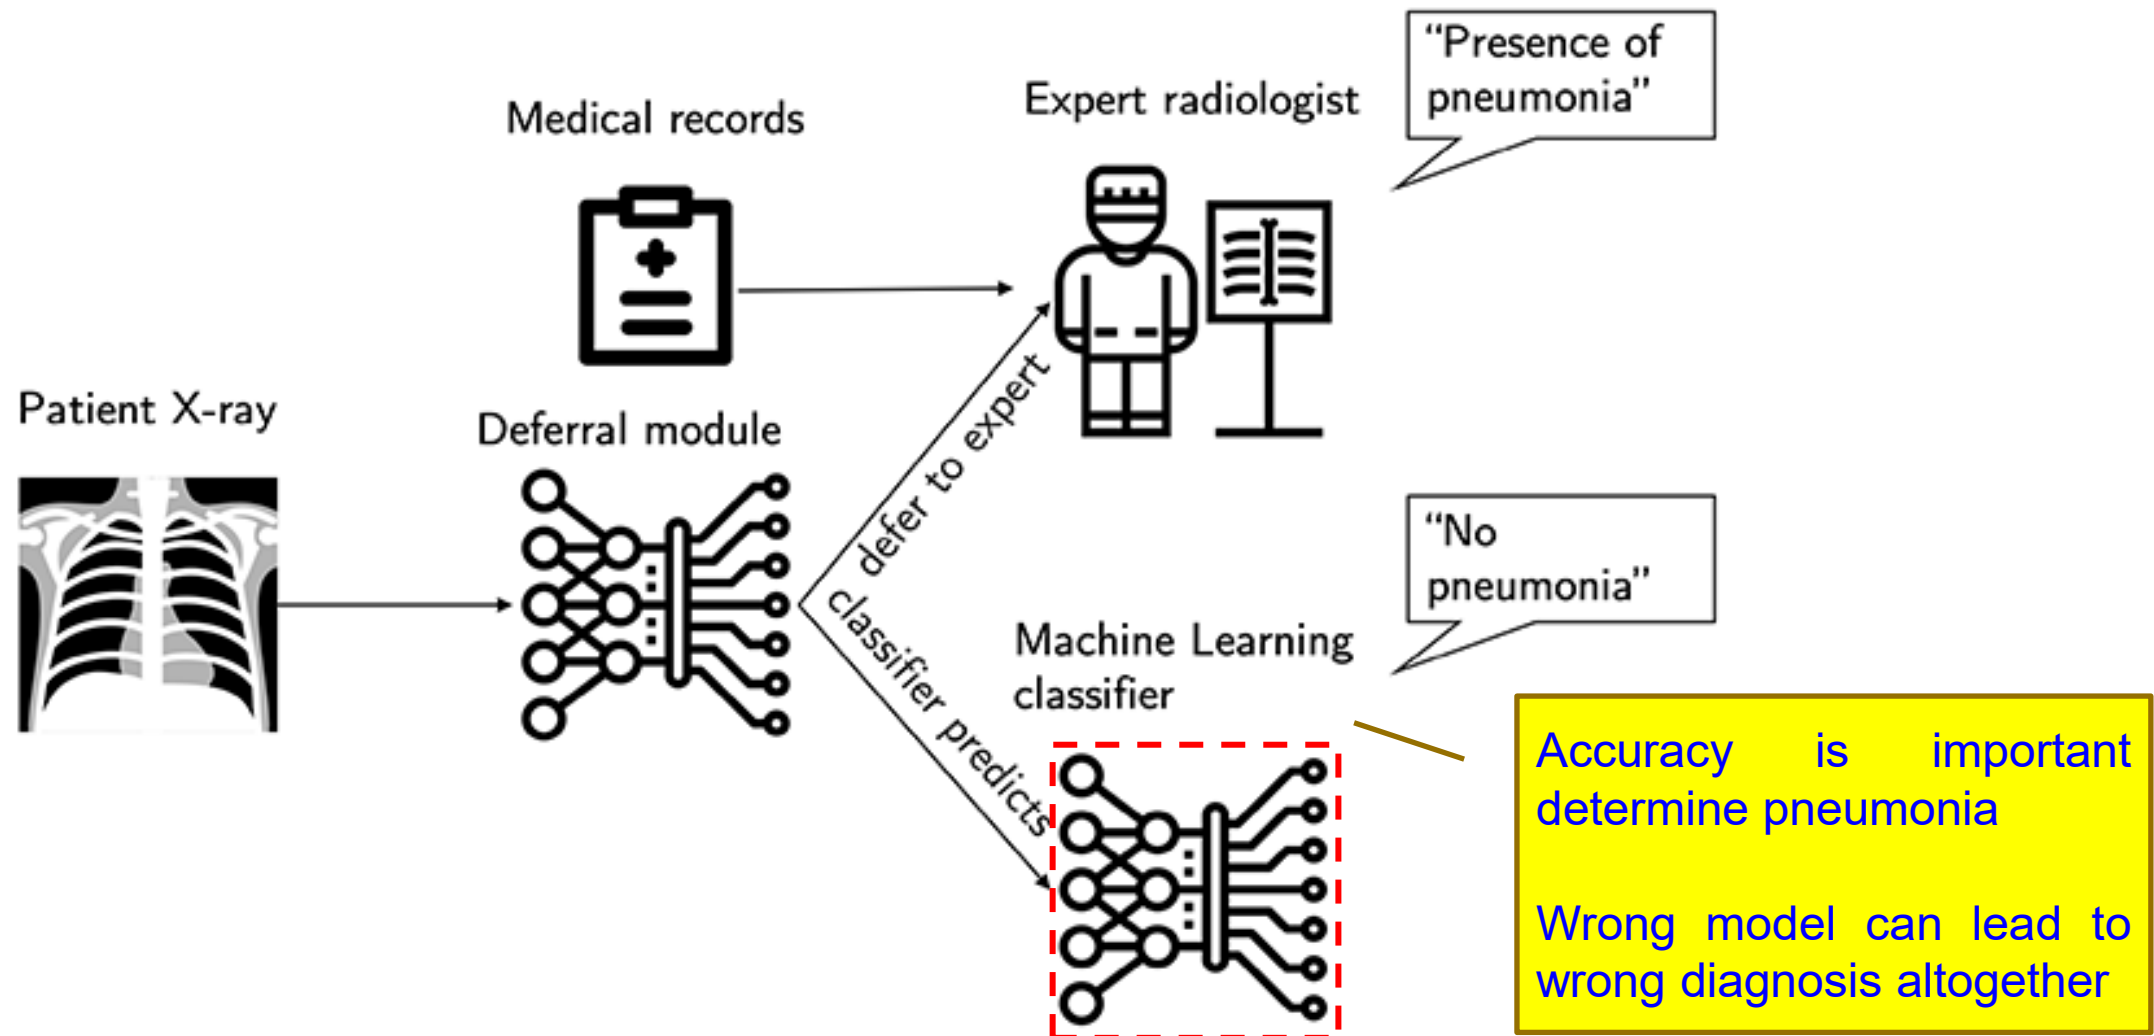 “Presence of
pneumonia”
Expert radiologist
Medical records
Patient X-ray
Deferral module
defer to expert
classifier predicts
“No
pneumonia”
Machine Learning
classifier
Accuracy is important
determine pneumonia
Wrong model can lead to
wrong diagnosis altogether